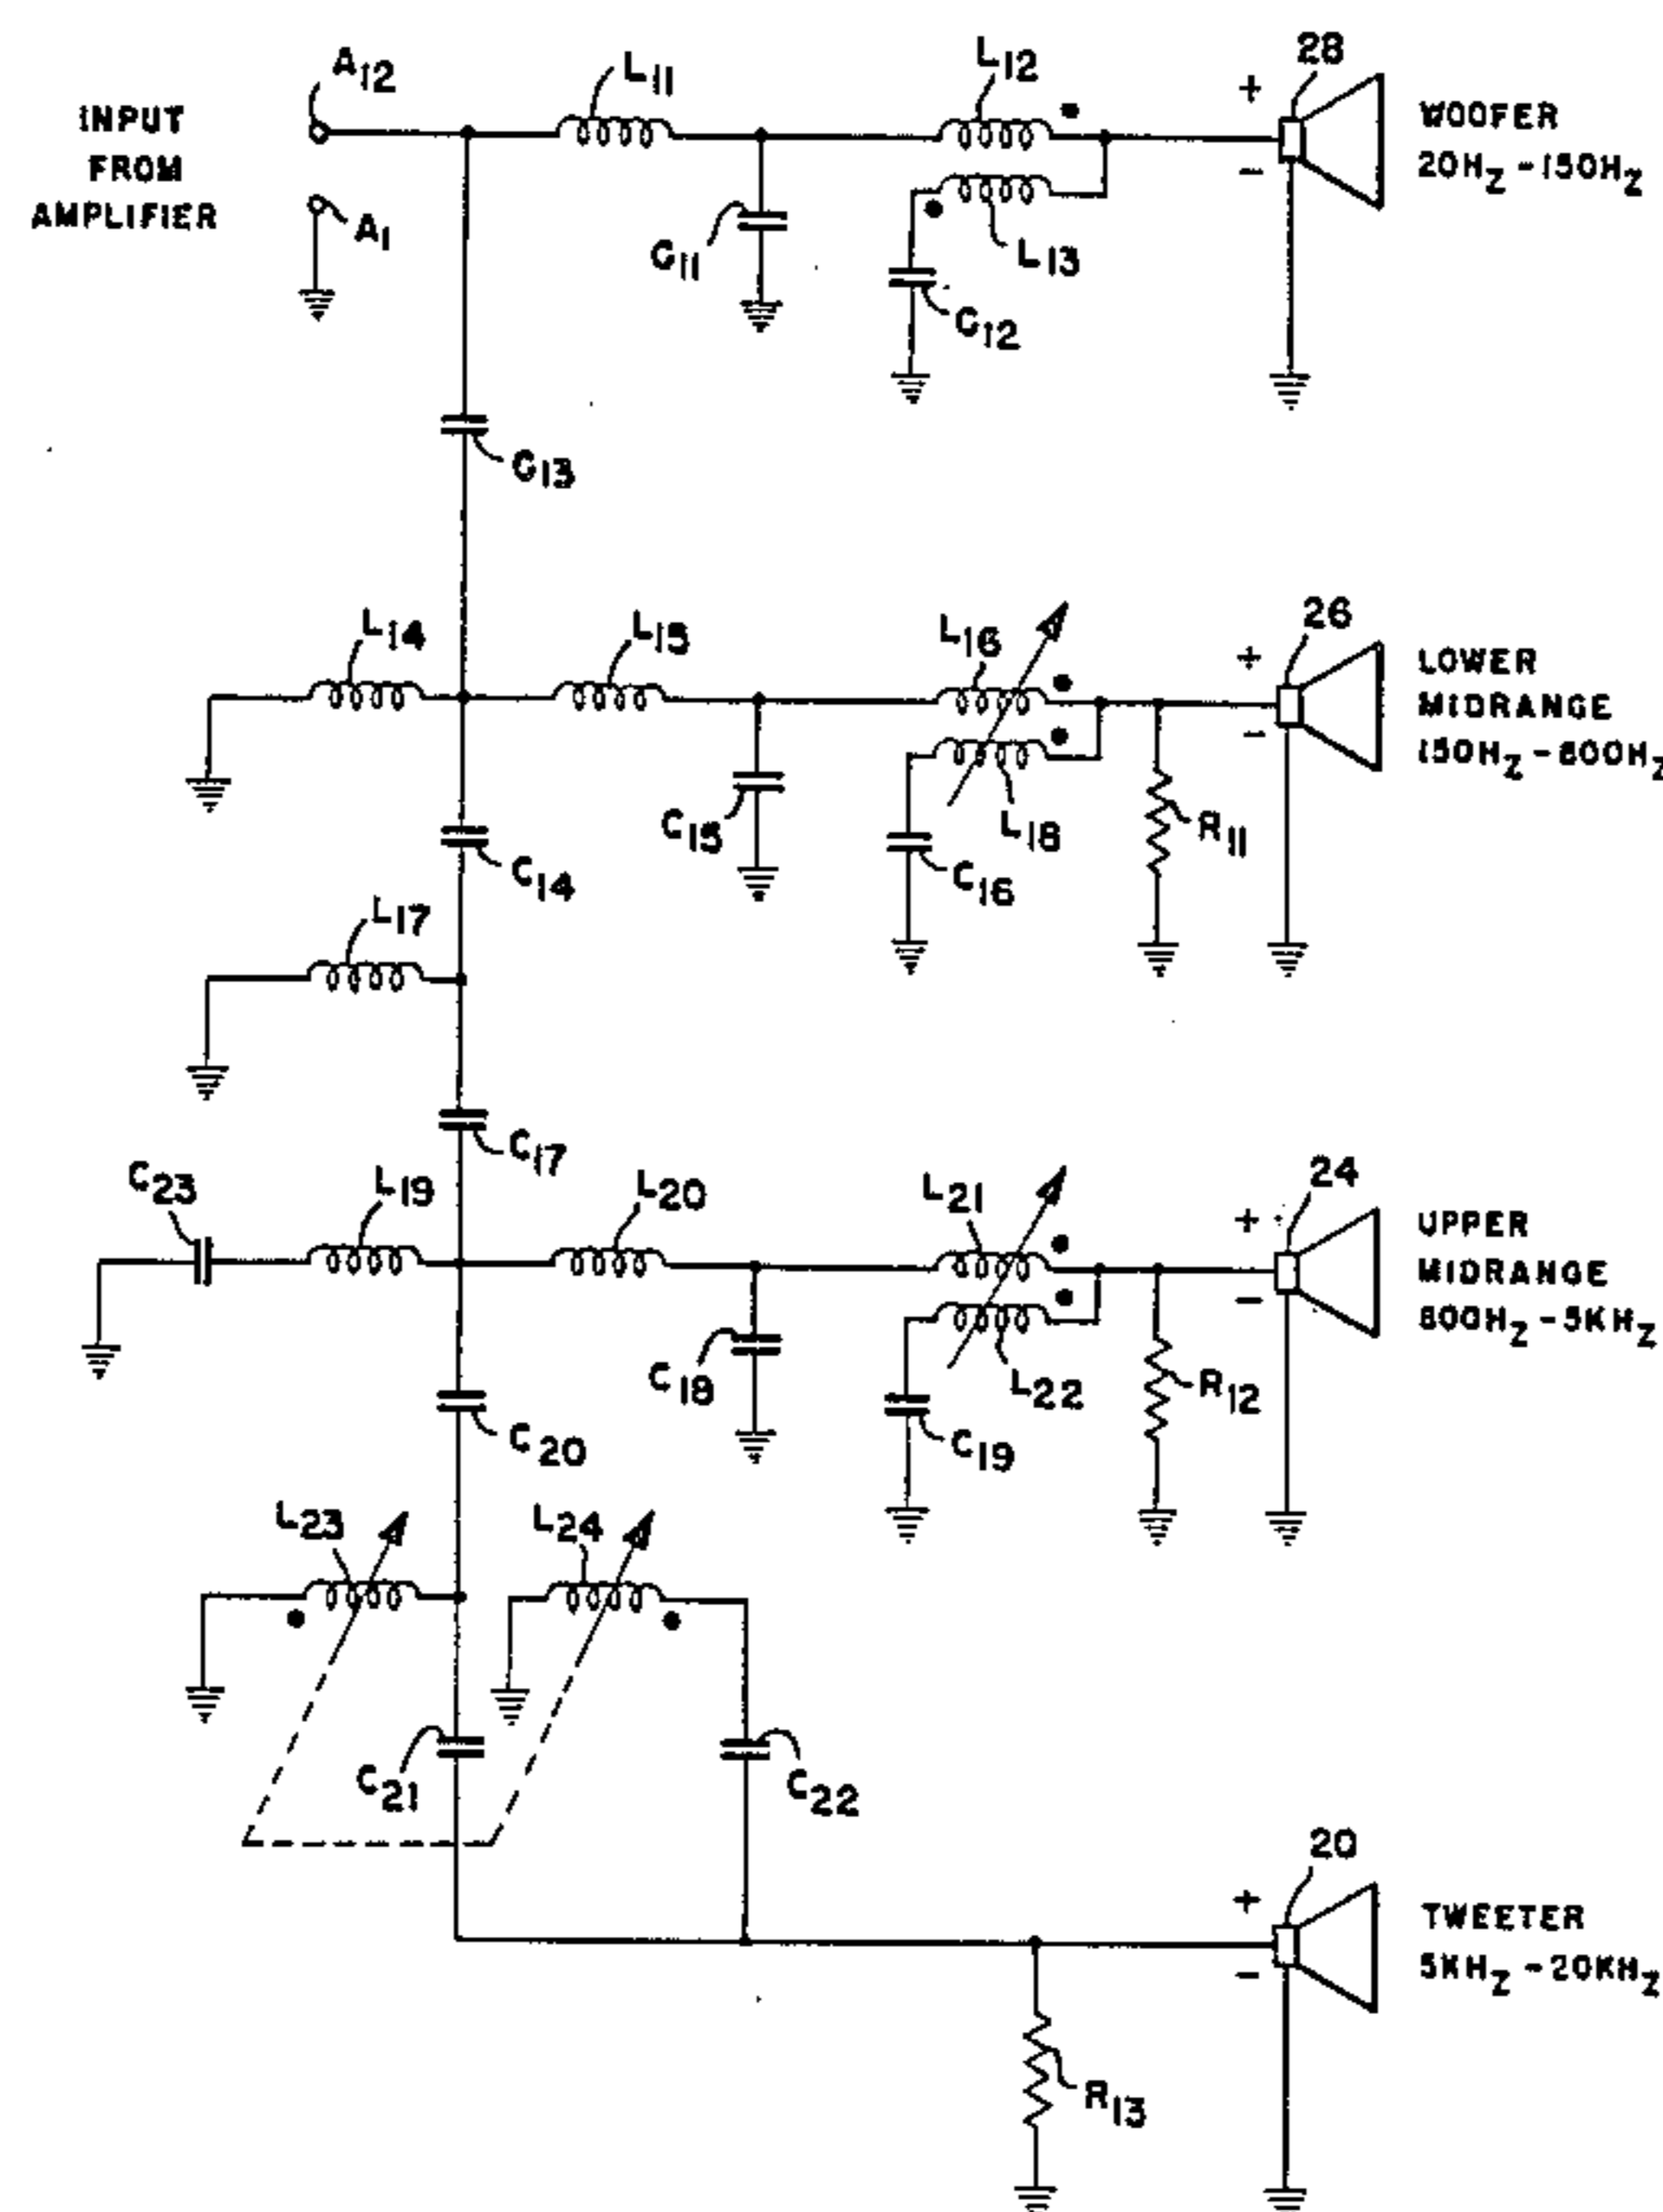 INPUT
FROM
AMPLIFIER
A12
A1
L11
L12
28
+
-
WOOFER
20HZ - 150HZ
C11
L13
C12
C13
L14
L15
L16
26
+
-
LOWER
MIDRANGE
150HZ - 800HZ
C15
L18
R11
C14
C16
L17
C17
C23
L19
L20
L21
24
+
-
UPPER
MIDRANGE
800HZ - 5KHZ
C18
L22
R12
C20
C19
L23
L24
C21
C22
20
+
-
TWEETER
5KHZ - 20KHZ
R13